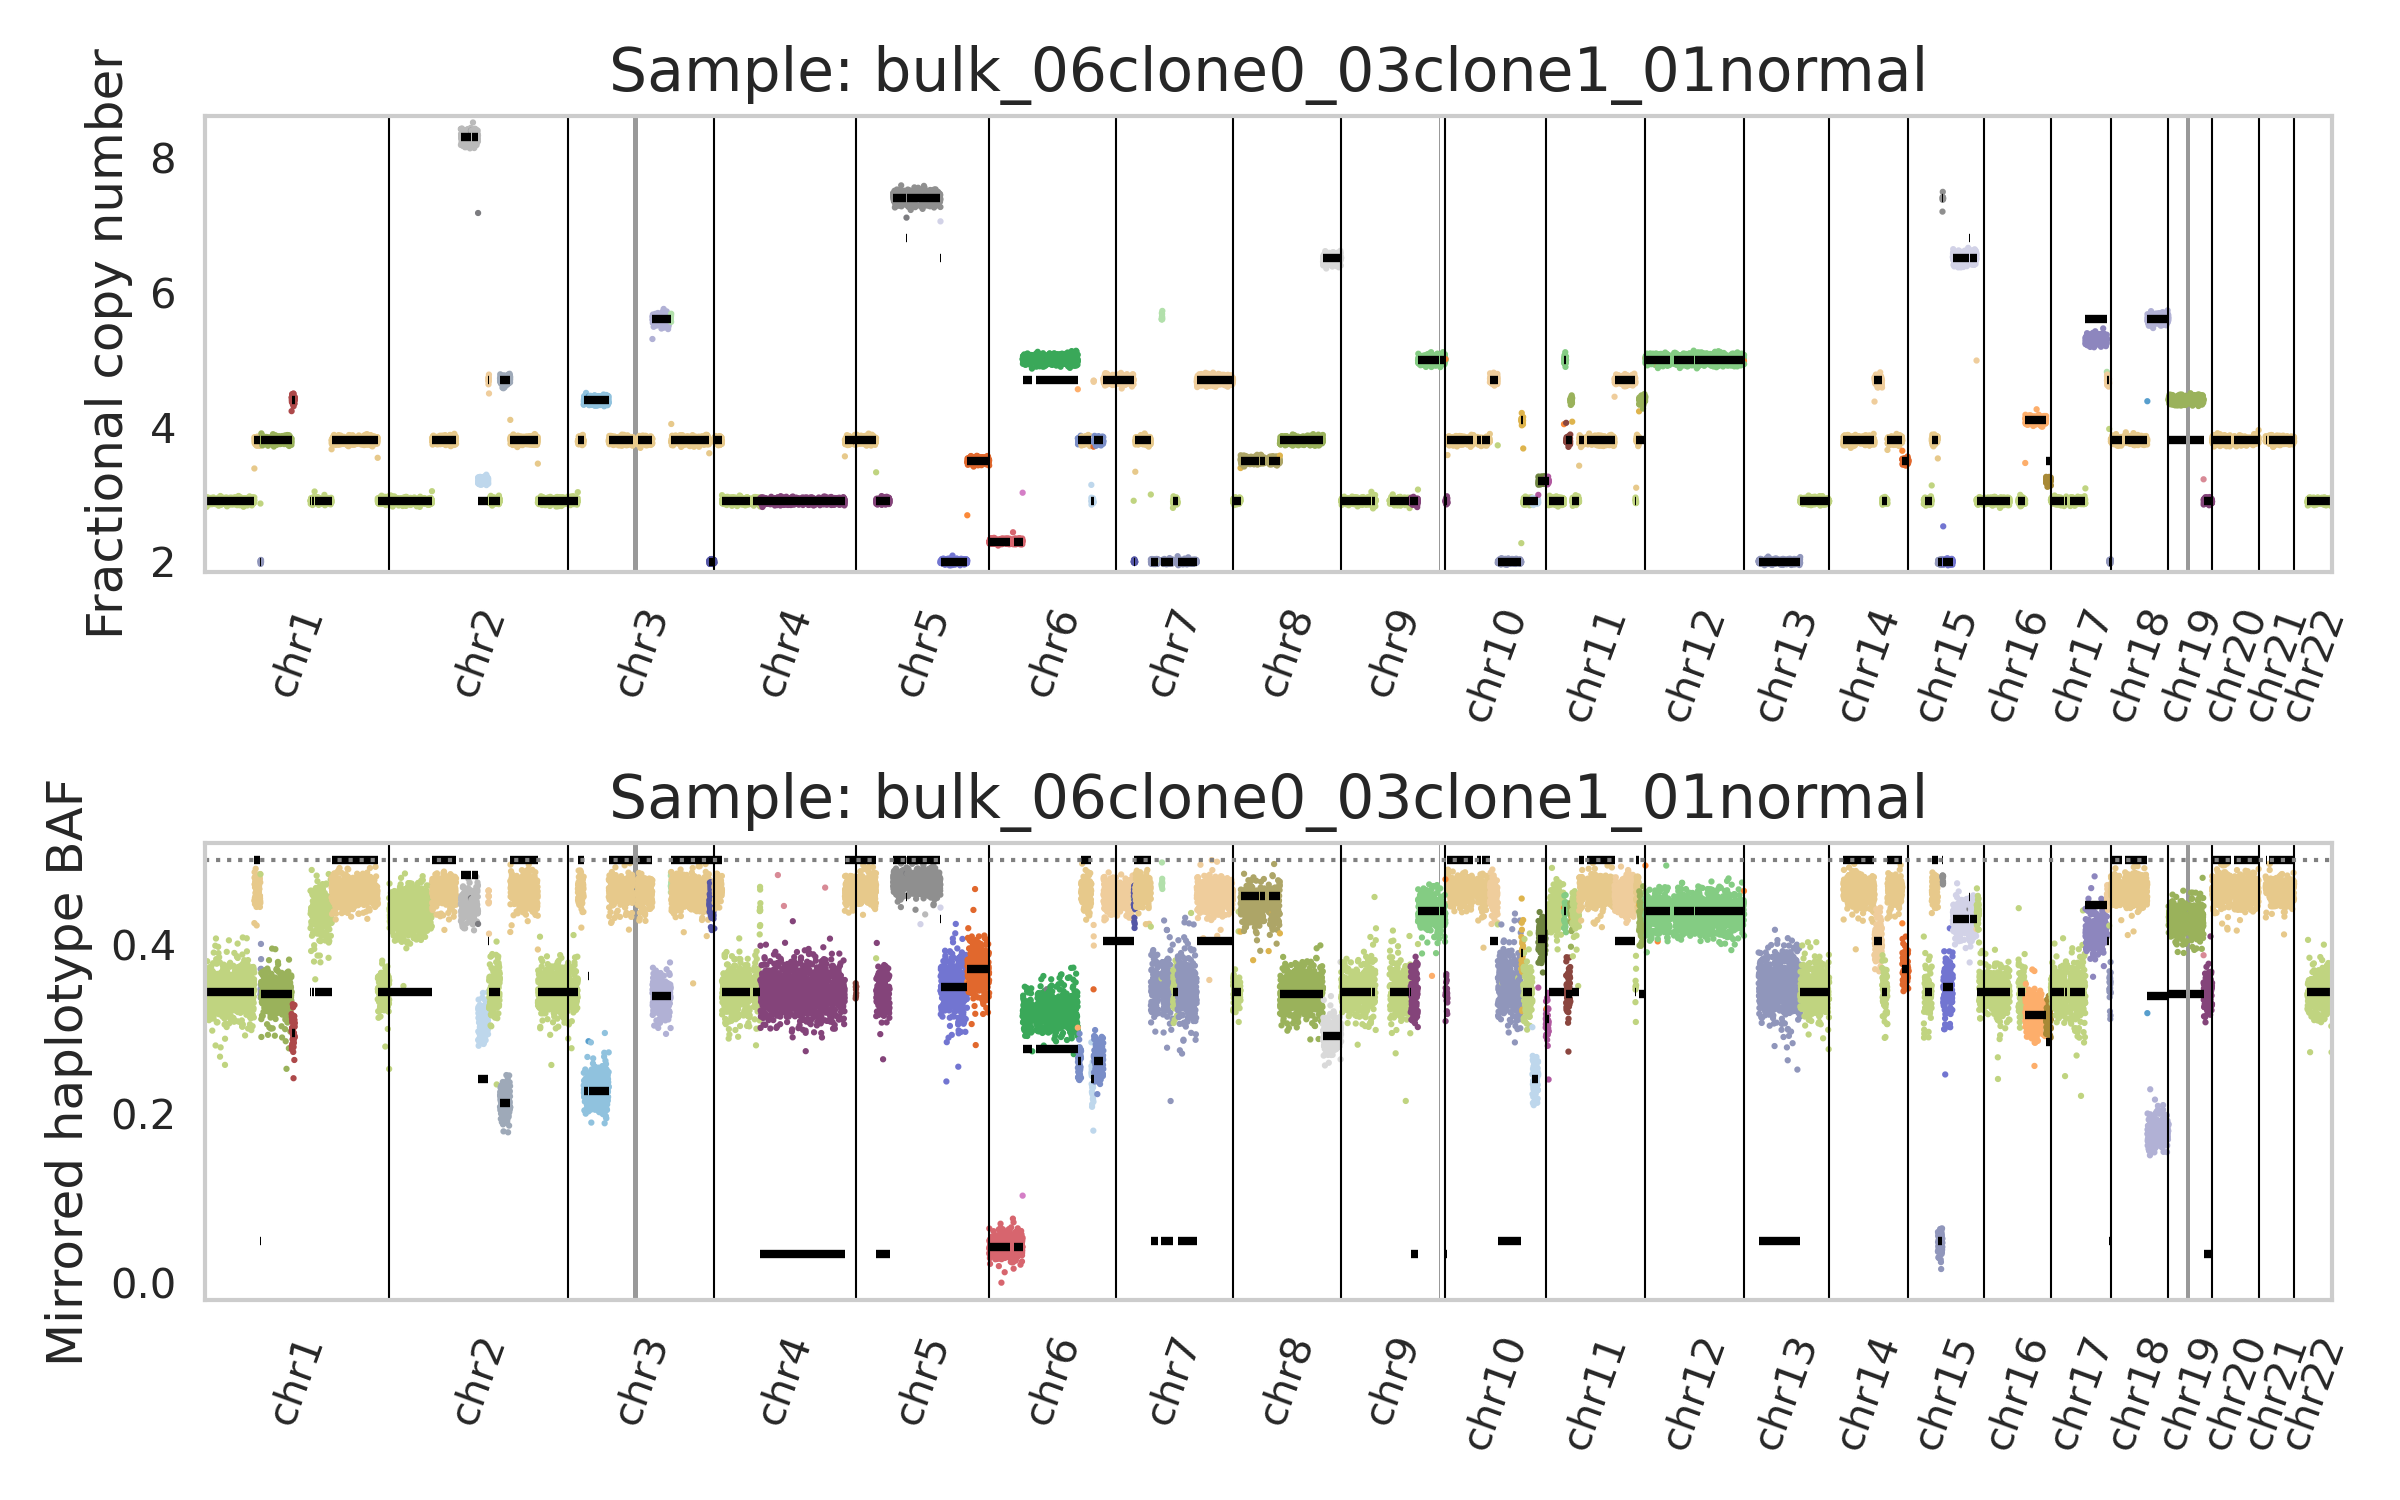 Sample: bulk_06clone0_03clone1_01normal
Fractional copy number
8
6
4
2
chr1 chr2 chr3 chr4 chr5 chr6 chr7 chr8 chr9 chr10 chr11 chr12 chr13 chr14 chr15 chr16 chr17 chr18 chr19 chr20 chr21 chr22
Sample: bulk_06clone0_03clone1_01normal
Mirrored haplotype BAF
0.4
0.2
0.0
chr1 chr2 chr3 chr4 chr5 chr6 chr7 chr8 chr9 chr10 chr11 chr12 chr13 chr14 chr15 chr16 chr17 chr18 chr19 chr20 chr21 chr22